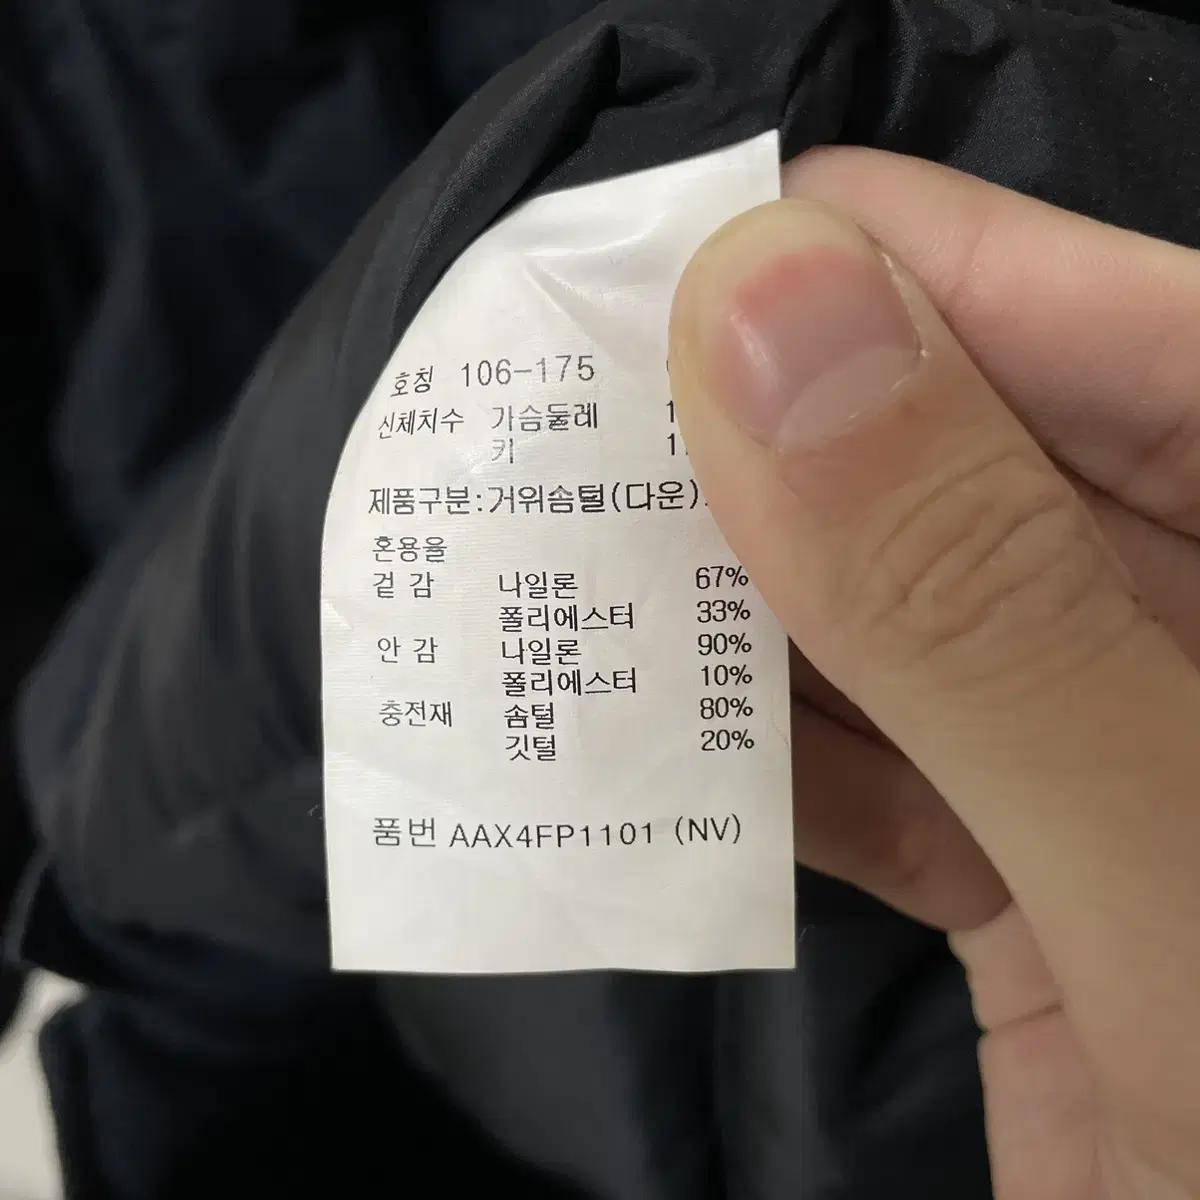 호칭 106-175
신체치수 가슴둘레
키
제품구분:거위솜털(다운)
혼용율
겉 감 나일론 67%
폴리에스터 33%
안 감 나일론 90%
폴리에스터 10%
충전재 솜털 80%
깃털 20%
품번 AAX4FP1101 (NV)